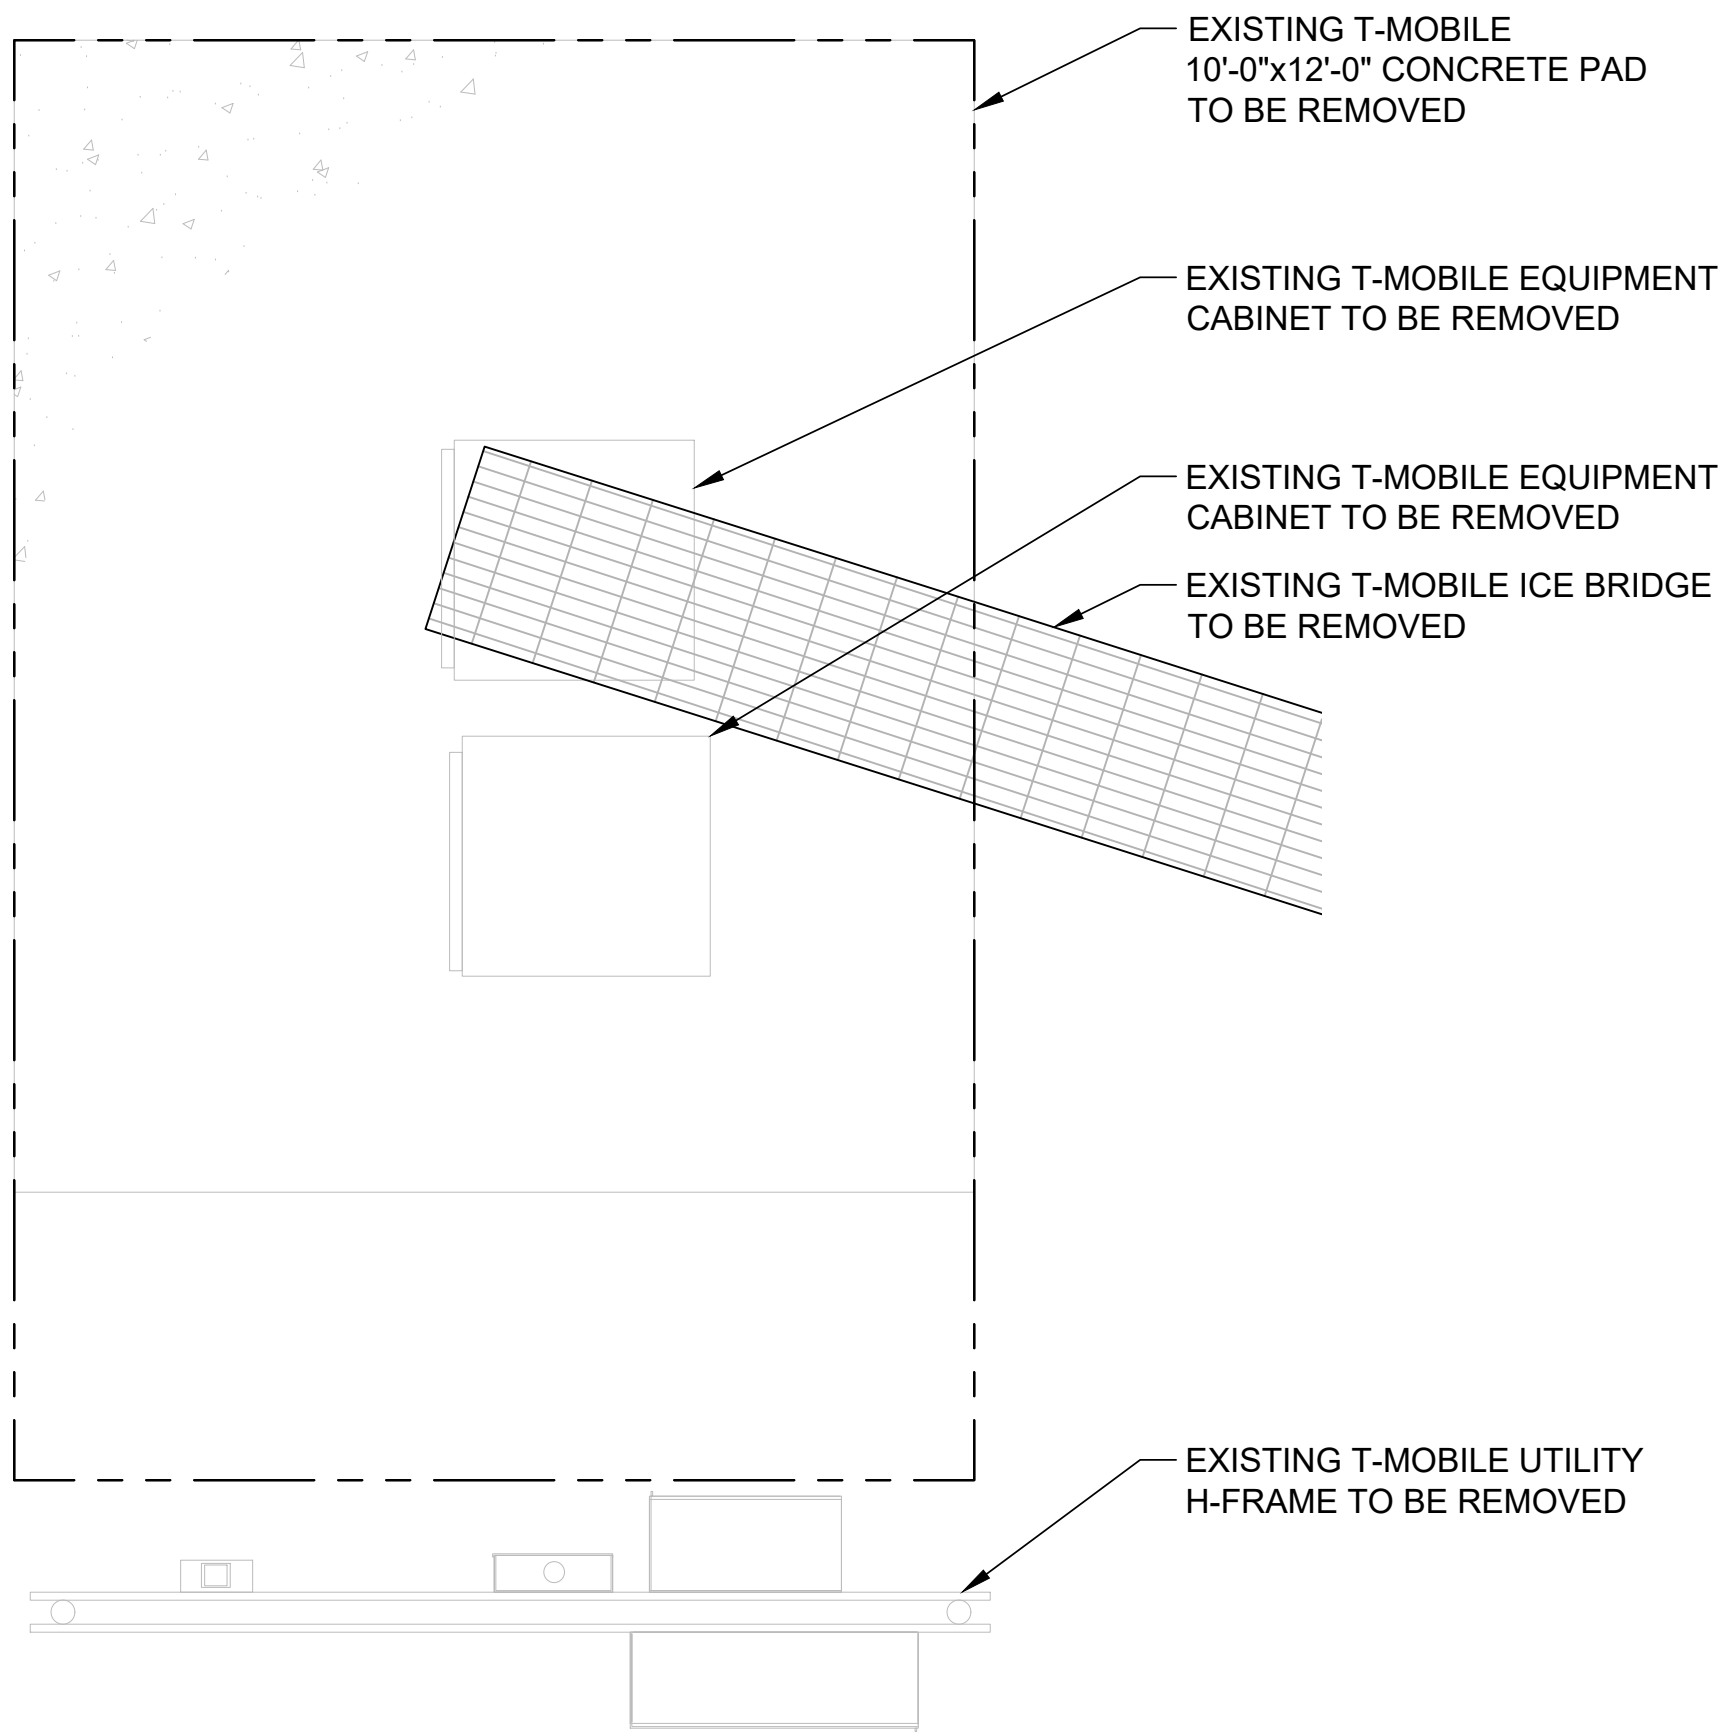 EXISTING T-MOBILE
10'-0"x12'-0" CONCRETE PAD
TO BE REMOVED
EXISTING T-MOBILE EQUIPMENT
CABINET TO BE REMOVED
EXISTING T-MOBILE EQUIPMENT
CABINET TO BE REMOVED
EXISTING T-MOBILE ICE BRIDGE
TO BE REMOVED
EXISTING T-MOBILE UTILITY
H-FRAME TO BE REMOVED